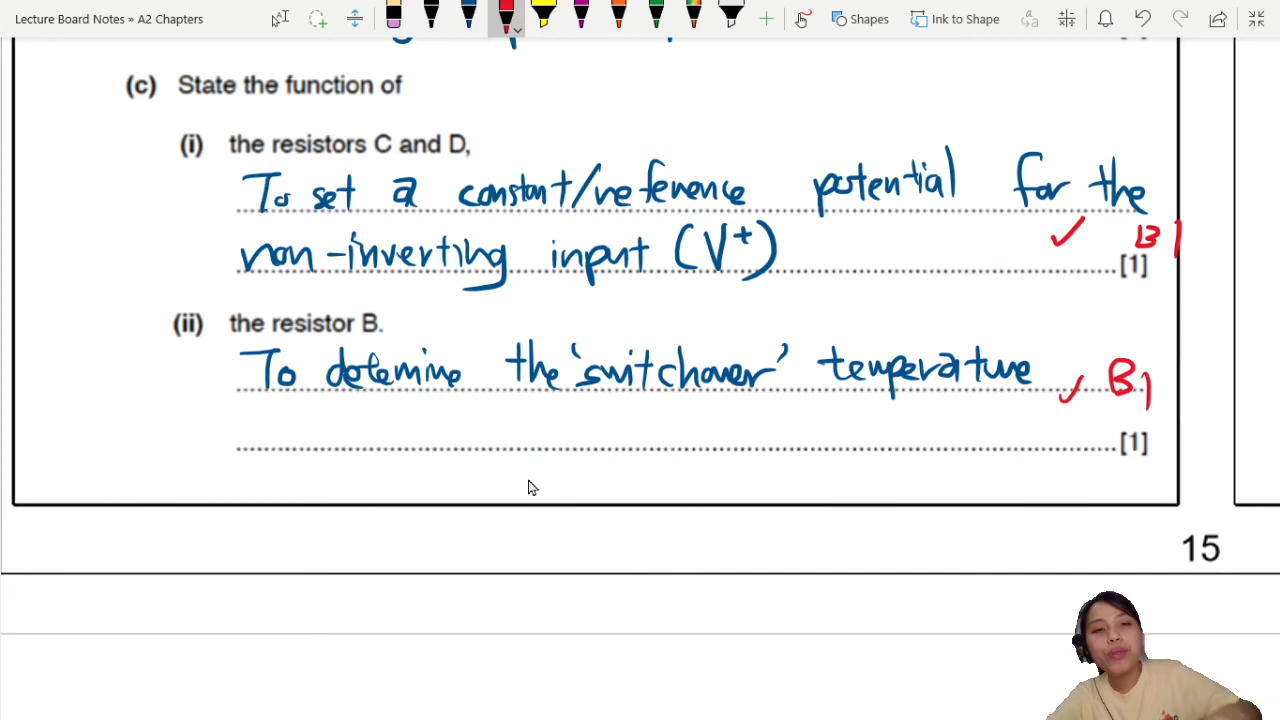 Lecture Board Notes » A2 Chapters
Shapes
Ink to Shape
(c) State the function of
(i) the resistors C and D,
To set a constant/reference potential for the
non-inverting input (V+)
✓ B1
[1]
(ii) the resistor B.
To detemine the 'switchover' temperature
✓ B1
[1]
15